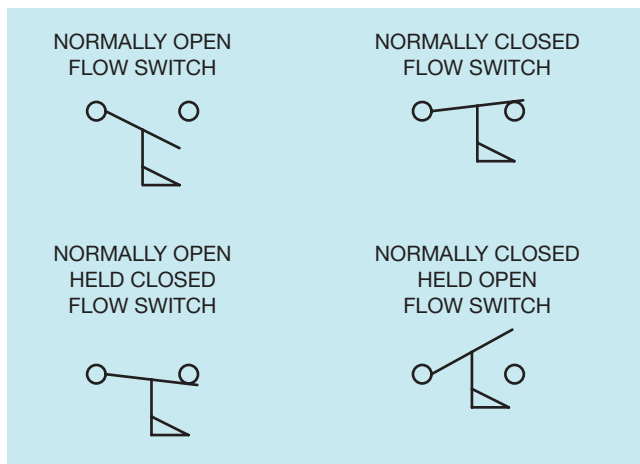 NORMALLY OPEN
FLOW SWITCH
NORMALLY CLOSED
FLOW SWITCH
NORMALLY OPEN
HELD CLOSED
FLOW SWITCH
NORMALLY CLOSED
HELD OPEN
FLOW SWITCH